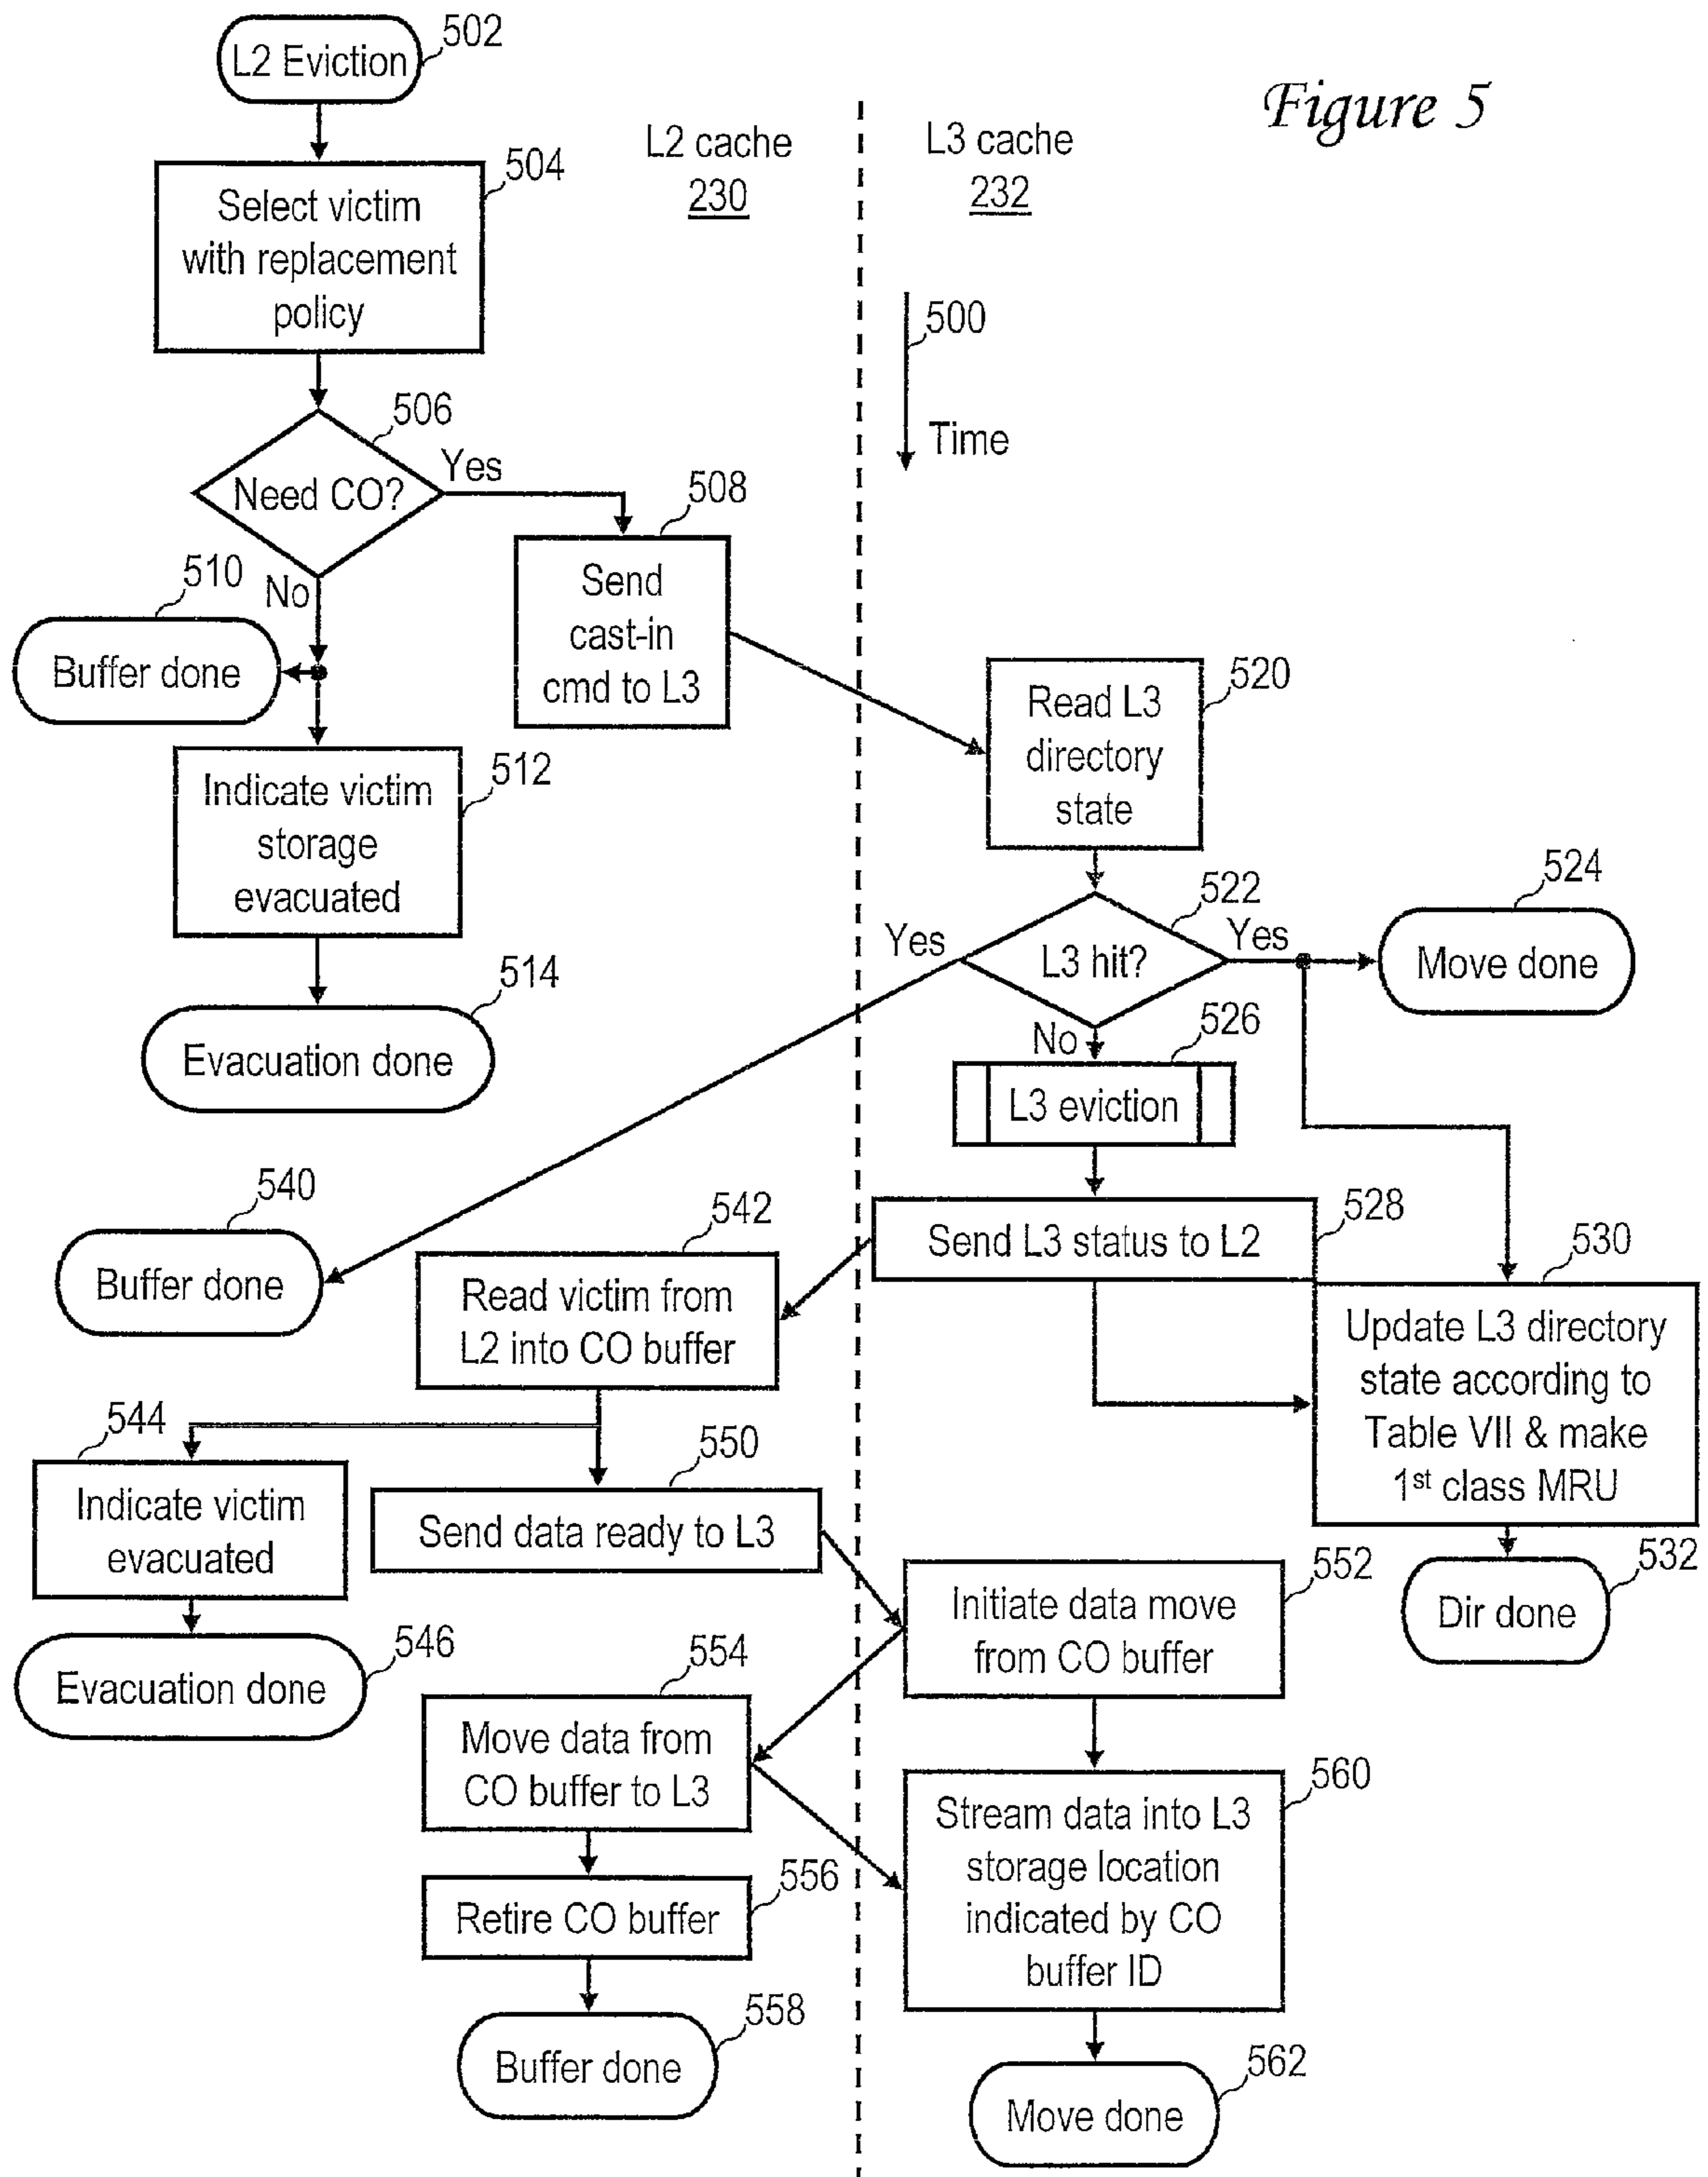 Figure 5
L2 Eviction
502
L2 cache
230
L3 cache
232
504
Select victim
with replacement
policy
500
Time
506
Need CO?
Yes
No
508
Send
cast-in
cmd to L3
510
Buffer done
512
Indicate victim
storage
evacuated
514
Evacuation done
520
Read L3
directory
state
522
L3 hit?
Yes
Yes
No
524
Move done
526
L3 eviction
528
Send L3 status to L2
530
Update L3 directory
state according to
Table VII & make
1st class MRU
532
Dir done
540
Buffer done
542
Read victim from
L2 into CO buffer
544
Indicate victim
evacuated
546
Evacuation done
550
Send data ready to L3
552
Initiate data move
from CO buffer
554
Move data from
CO buffer to L3
556
Retire CO buffer
558
Buffer done
560
Stream data into L3
storage location
indicated by CO
buffer ID
562
Move done